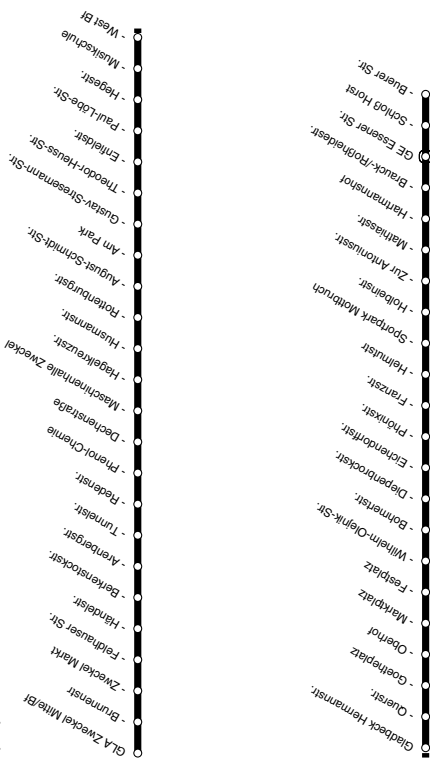 Gladbeck Hermannstr.
- Querstr.
- Goetheplatz
- Oberhof
- Marktplatz
- Festplatz
- Wilhelm-Olejnik-Str.
- Bohmertstr.
- Diepenbrockstr.
- Eichendorffstr.
- Phönixstr.
- Franzstr.
- Helmutstr
- Sportpark Mottbruch
- Holbeinstr.
- Zur Antoniusstr.
- Mathiasstr.
- Hartmannshof
- Brauck-/Roßheidestr.
GE Essener Str
- Schloß Horst
- Buerer Str.
GLA Zweckel Mitte/Bf
- Brunnenstr
- Zweckel Markt
- Feldhauser Str.
- Händelstr.
- Berkenstockstr.
- Arenbergstr.
- Tunnelstr.
- Redenstr.
- Phenol-Chemie
- Dechenstraße
- Maschinenhalle Zweckel
- Hagelkreuzstr.
- Husmannstr.
- Rottenburgstr.
- August-Schmidt-Str.
- Am Park
- Gustav-Stresemann-Str.
- Theodor-Heuss-Str.
- Enfieldstr.
- Paul-Löbe-Str.
- Hegestr.
- Musikschule
- West Bf